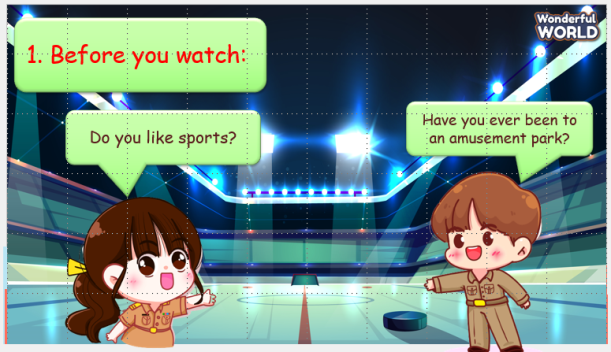 Wonderful
WORLD
1. Before you watch:
Do you like sports?
Have you ever been to
an amusement park?